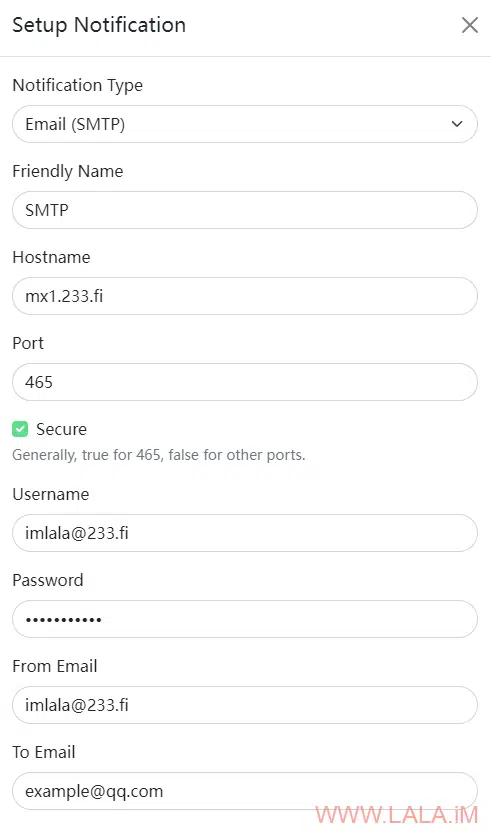 Setup Notification
Notification Type
Email (SMTP)
Friendly Name
SMTP
Hostname
mx1.233.fi
Port
465
Secure
Generally, true for 465, false for other ports.
Username
imlala@233.fi
Password
•••••••••••
From Email
imlala@233.fi
To Email
example@qq.com
WWW.LALA.iM